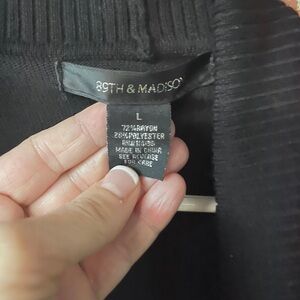 89TH & MADISON
L
72% RAYON
28% POLYESTER
MADE IN CHINA
SEE REVERSE
FOR CARE